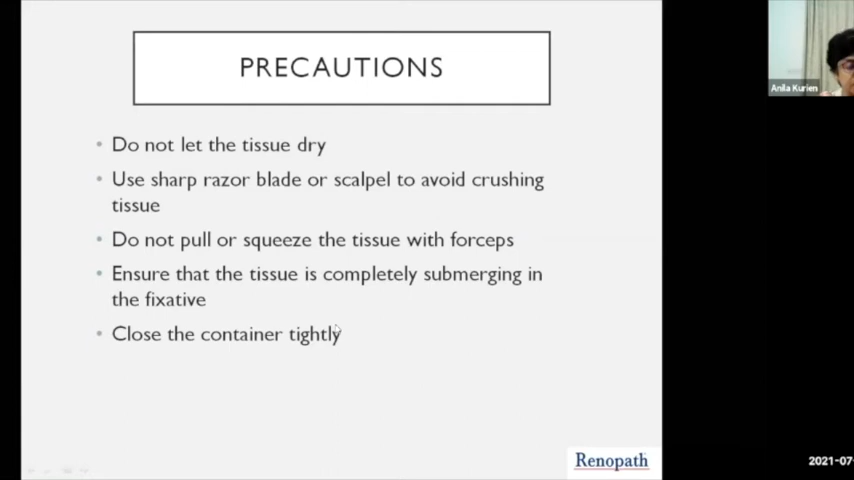 PRECAUTIONS
Do not let the tissue dry
Use sharp razor blade or scalpel to avoid crushing
tissue
Do not pull or squeeze the tissue with forceps
Ensure that the tissue is completely submerging in
the fixative
Close the container tightly
Renopath
Anila Kurien
2021-07-